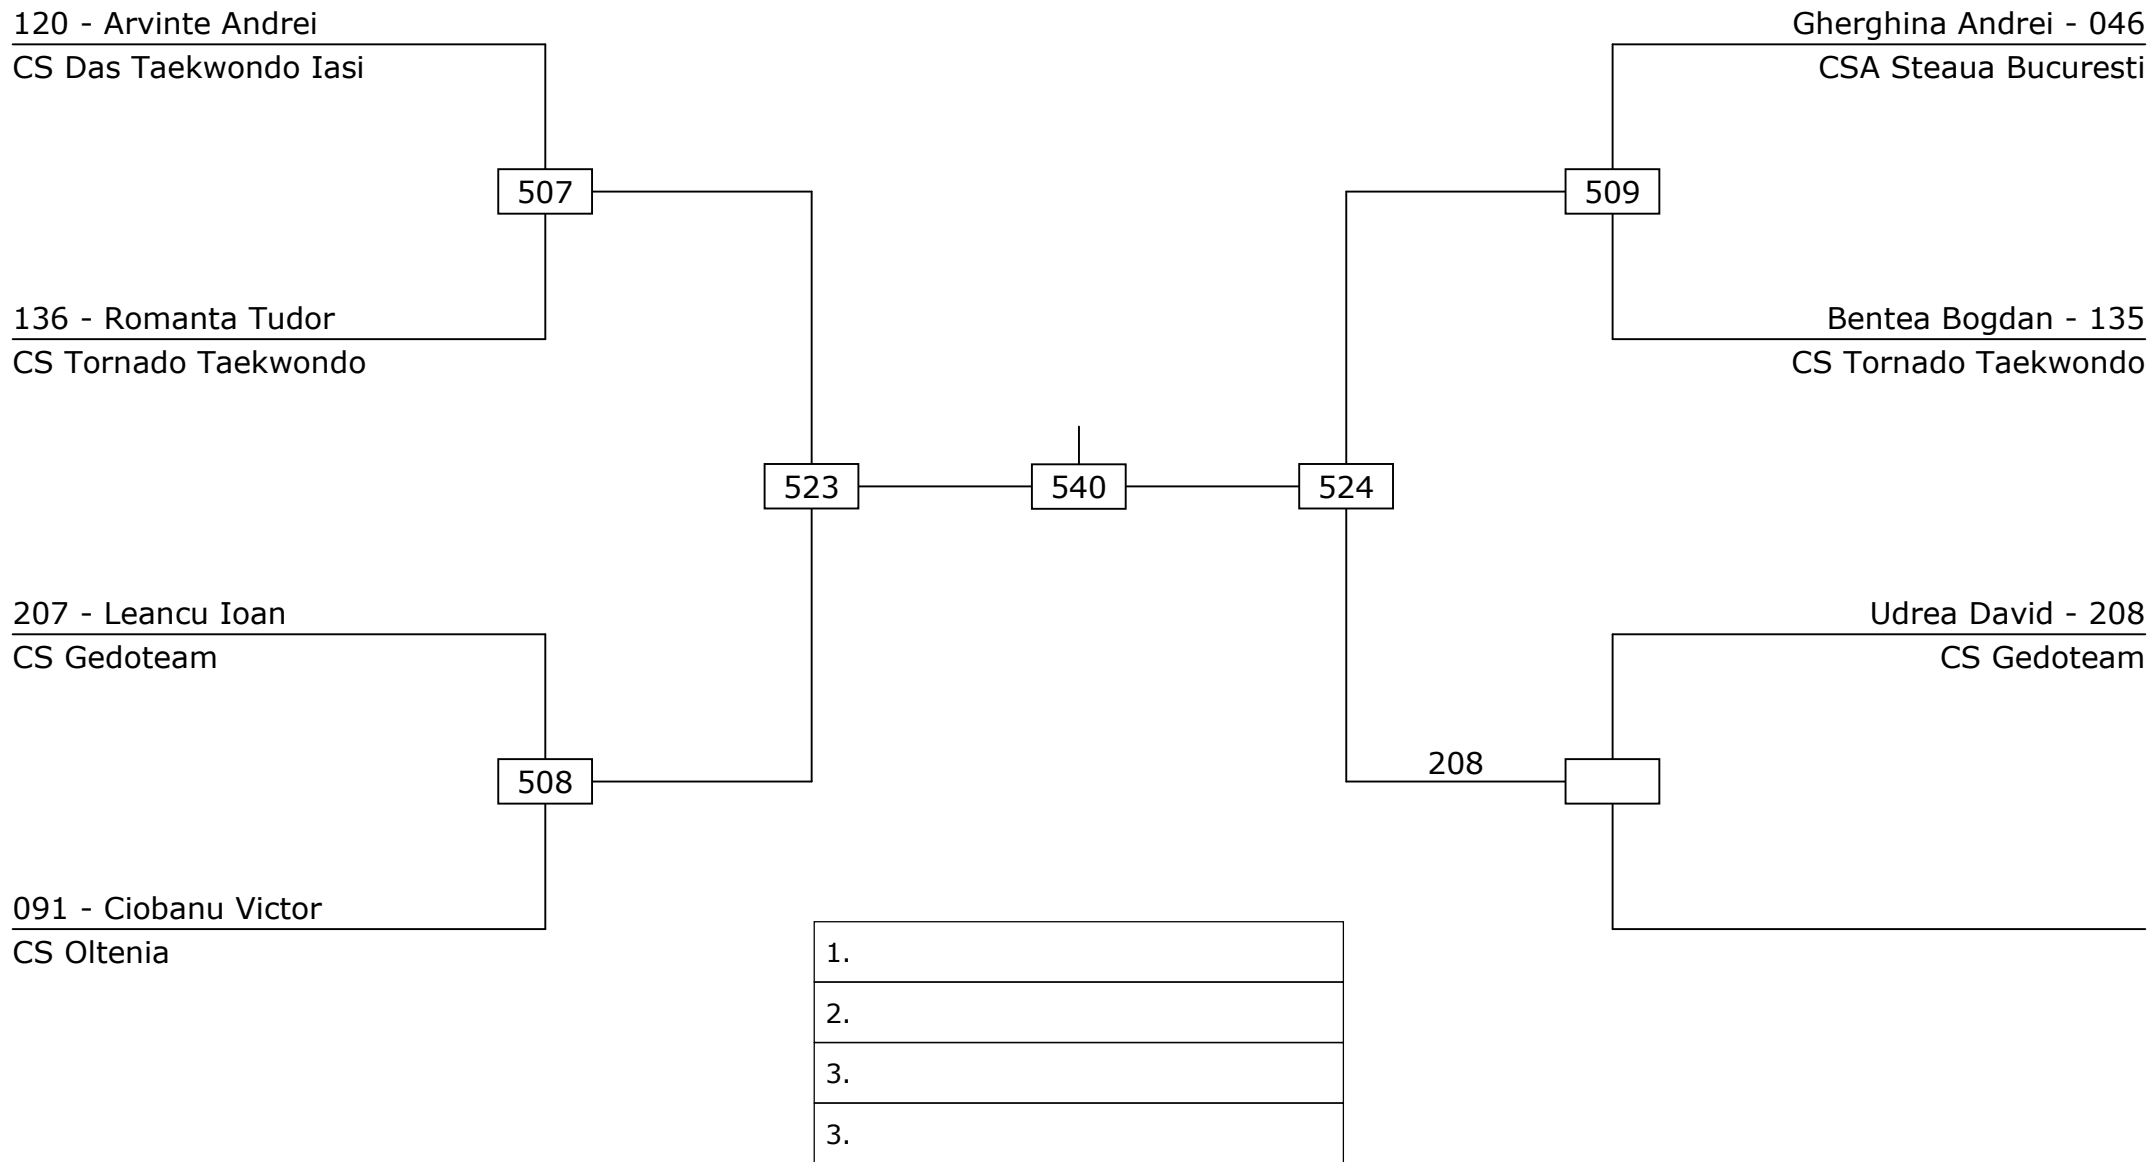 120 - Arvinte Andrei
CS Das Taekwondo Iasi
Gherghina Andrei - 046
CSA Steaua Bucuresti
507
509
136 - Romanta Tudor
CS Tornado Taekwondo
Bentea Bogdan - 135
CS Tornado Taekwondo
523
540
524
207 - Leancu Ioan
CS Gedoteam
Udrea David - 208
CS Gedoteam
508
208
091 - Ciobanu Victor
CS Oltenia
1.
2.
3.
3.